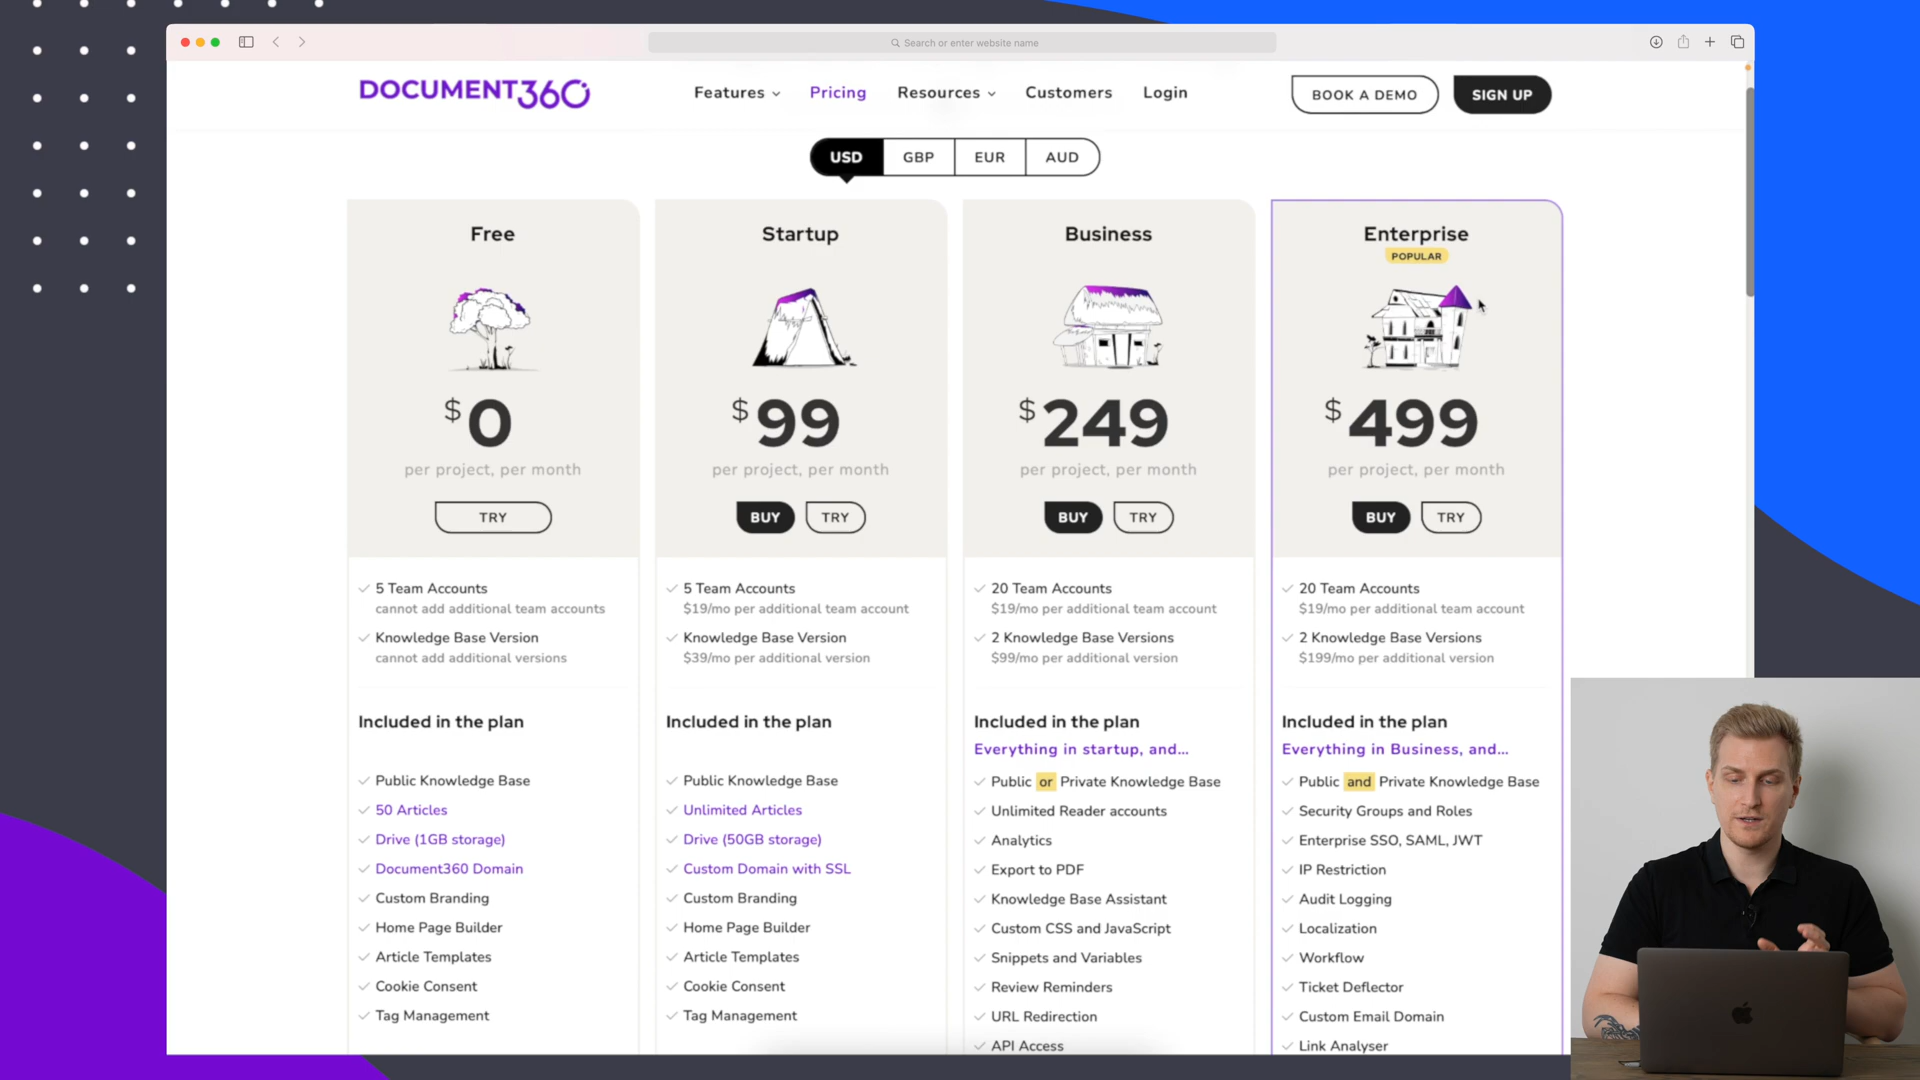 Search or enter website name
DOCUMENT360
Features
Pricing
Resources
Customers
Login
BOOK A DEMO
SIGN UP
USD
GBP
EUR
AUD
Free
$0
per project, per month
TRY
5 Team Accounts
cannot add additional team accounts
Knowledge Base Version
cannot add additional versions
Included in the plan
Public Knowledge Base
50 Articles
Drive (1GB storage)
Document360 Domain
Custom Branding
Home Page Builder
Article Templates
Cookie Consent
Tag Management
Startup
$99
per project, per month
BUY
TRY
5 Team Accounts
$19/mo per additional team account
Knowledge Base Version
$39/mo per additional version
Included in the plan
Public Knowledge Base
Unlimited Articles
Drive (50GB storage)
Custom Domain with SSL
Custom Branding
Home Page Builder
Article Templates
Cookie Consent
Tag Management
Business
$249
per project, per month
BUY
TRY
20 Team Accounts
$19/mo per additional team account
2 Knowledge Base Versions
$99/mo per additional version
Included in the plan
Everything in startup, and...
Public or Private Knowledge Base
Unlimited Reader accounts
Analytics
Export to PDF
Knowledge Base Assistant
Custom CSS and JavaScript
Snippets and Variables
Review Reminders
URL Redirection
API Access
Enterprise
POPULAR
$499
per project, per month
BUY
TRY
20 Team Accounts
$19/mo per additional team account
2 Knowledge Base Versions
$199/mo per additional version
Included in the plan
Everything in Business, and...
Public and Private Knowledge Base
Security Groups and Roles
Enterprise SSO, SAML, JWT
IP Restriction
Audit Logging
Localization
Workflow
Ticket Deflector
Custom Email Domain
Link Analyser